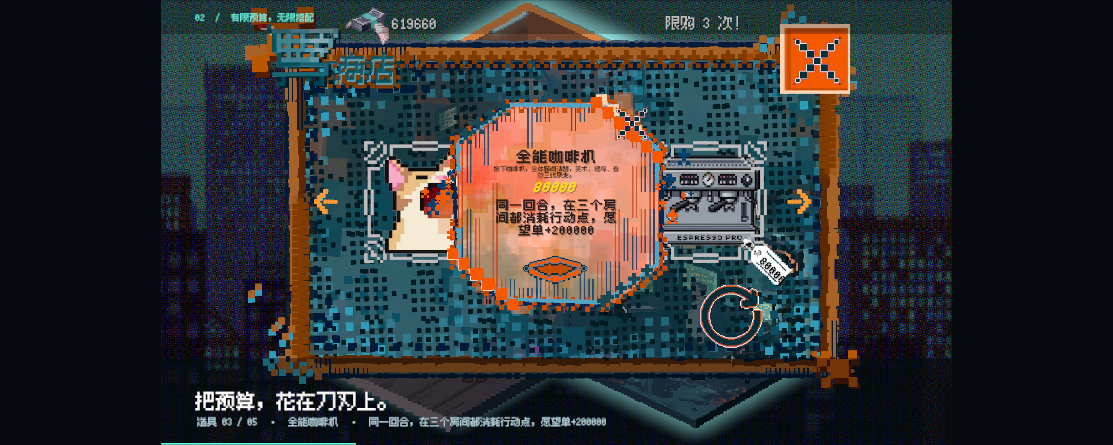 02 / 有限预算，无限搭配
619660
限购 3 次！
商店
全能咖啡机
80000
同一回合，在三个房
间都消耗行动点，愿
望单+200000
ESPRESSO PRO
80000
把预算，花在刀刃上。
道具 03 / 05 · 全能咖啡机 · 同一回合，在三个房间都消耗行动点，愿望单+200000